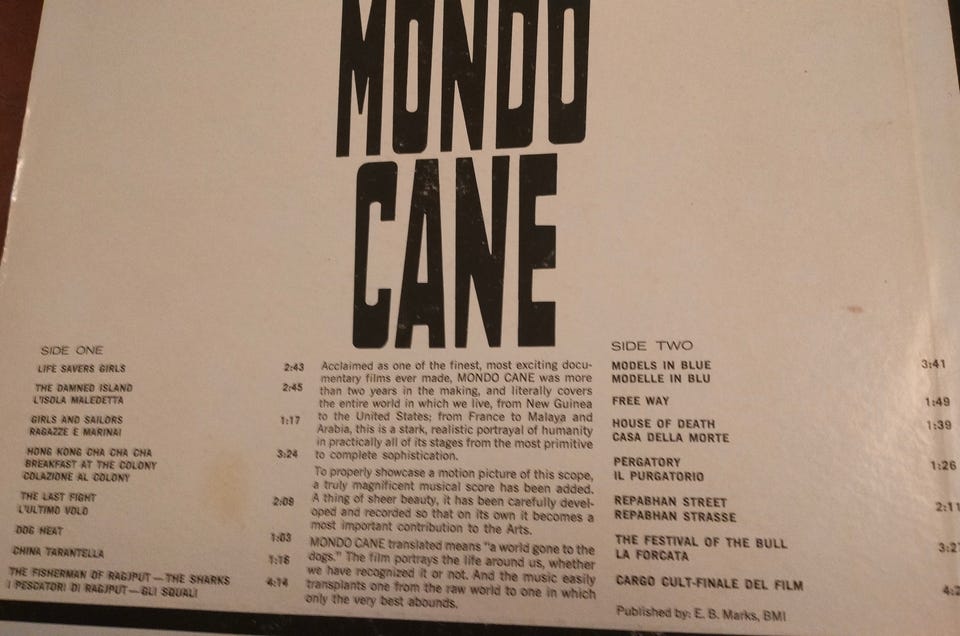 MONDO
CANE
SIDE ONE
LIFE SAVERS GIRLS 2:43
THE DAMNED ISLAND 2:45
L'ISOLA MALEDETTA
GIRLS AND SAILORS 1:17
RAGAZZE E MARINAI
HONG KONG CHA CHA CHA 3:24
BREAKFAST AT THE COLONY
COLAZIONE AL COLONY
THE LAST FIGHT 2:08
L'ULTIMO VOLO
DOG HEAT 1:03
CHINA TARANTELLA 1:16
THE FISHERMAN OF RAGJPUT — THE SHARKS 4:14
I PESCATORI DI RAGJPUT — GLI SQUALI
Acclaimed as one of the finest, most exciting docu-
mentary films ever made, MONDO CANE was more
than two years in the making, and literally covers
the entire world in which we live, from New Guinea
to the United States; from France to Malaya and
Arabia, this is a stark, realistic portrayal of humanity
in practically all of its stages from the most primitive
to complete sophistication.
To properly showcase a motion picture of this scope,
a truly magnificent musical score has been added.
A thing of sheer beauty, it has been carefully devel-
oped and recorded so that on its own it becomes a
most important contribution to the Arts.
MONDO CANE translated means "a world gone to the
dogs." The film portrays the life around us, whether
we have recognized it or not. And the music easily
transplants one from the raw world to one in which
only the very best abounds.
SIDE TWO
MODELS IN BLUE 3:41
MODELLE IN BLU
FREE WAY 1:49
HOUSE OF DEATH 1:39
CASA DELLA MORTE
PERGATORY 1:26
IL PURGATORIO
REPABHAN STREET 2:11
REPABHAN STRASSE
THE FESTIVAL OF THE BULL
LA FORCATA
CARGO CULT-FINALE DEL FILM
Published by: E. B. Marks, BMI